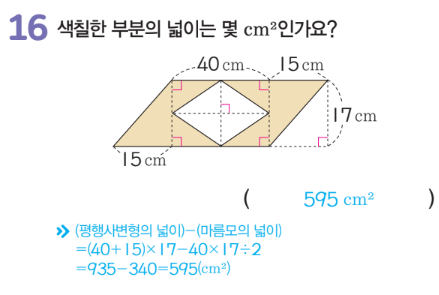 16 색칠한 부분의 넓이는 몇 cm²인가요?
40 cm 15 cm
17 cm
15 cm
( 595 cm² )
» (평행사변형의 넓이)-(마름모의 넓이)
=(40+15)×17-40×17÷2
=935-340=595(cm²)